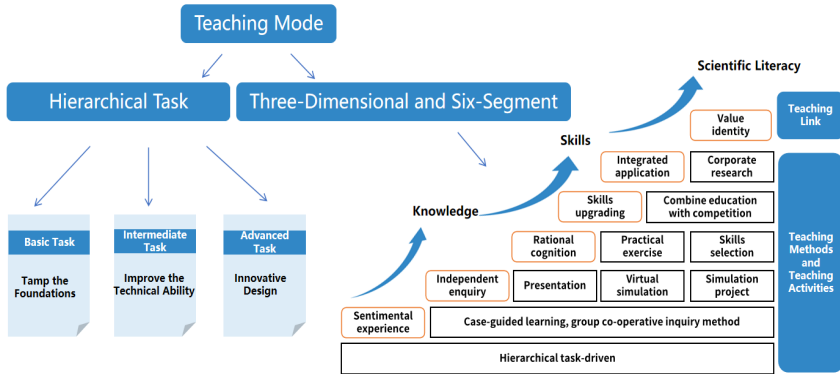 Teaching Mode
Hierarchical Task
Three-Dimensional and Six-Segment
Basic Task
Tamp the
Foundations
Intermediate
Task
Improve the
Technical Ability
Advanced
Task
Innovative
Design
Knowledge
Skills
Scientific Literacy
Value
identity
Teaching
Link
Integrated
application
Corporate
research
Skills
upgrading
Combine education
with competition
Rational
cognition
Practical
exercise
Skills
selection
Independent
enquiry
Presentation
Virtual
simulation
Simulation
project
Sentimental
experience
Case-guided learning, group co-operative inquiry method
Hierarchical task-driven
Teaching
Methods
and
Teaching
Activities